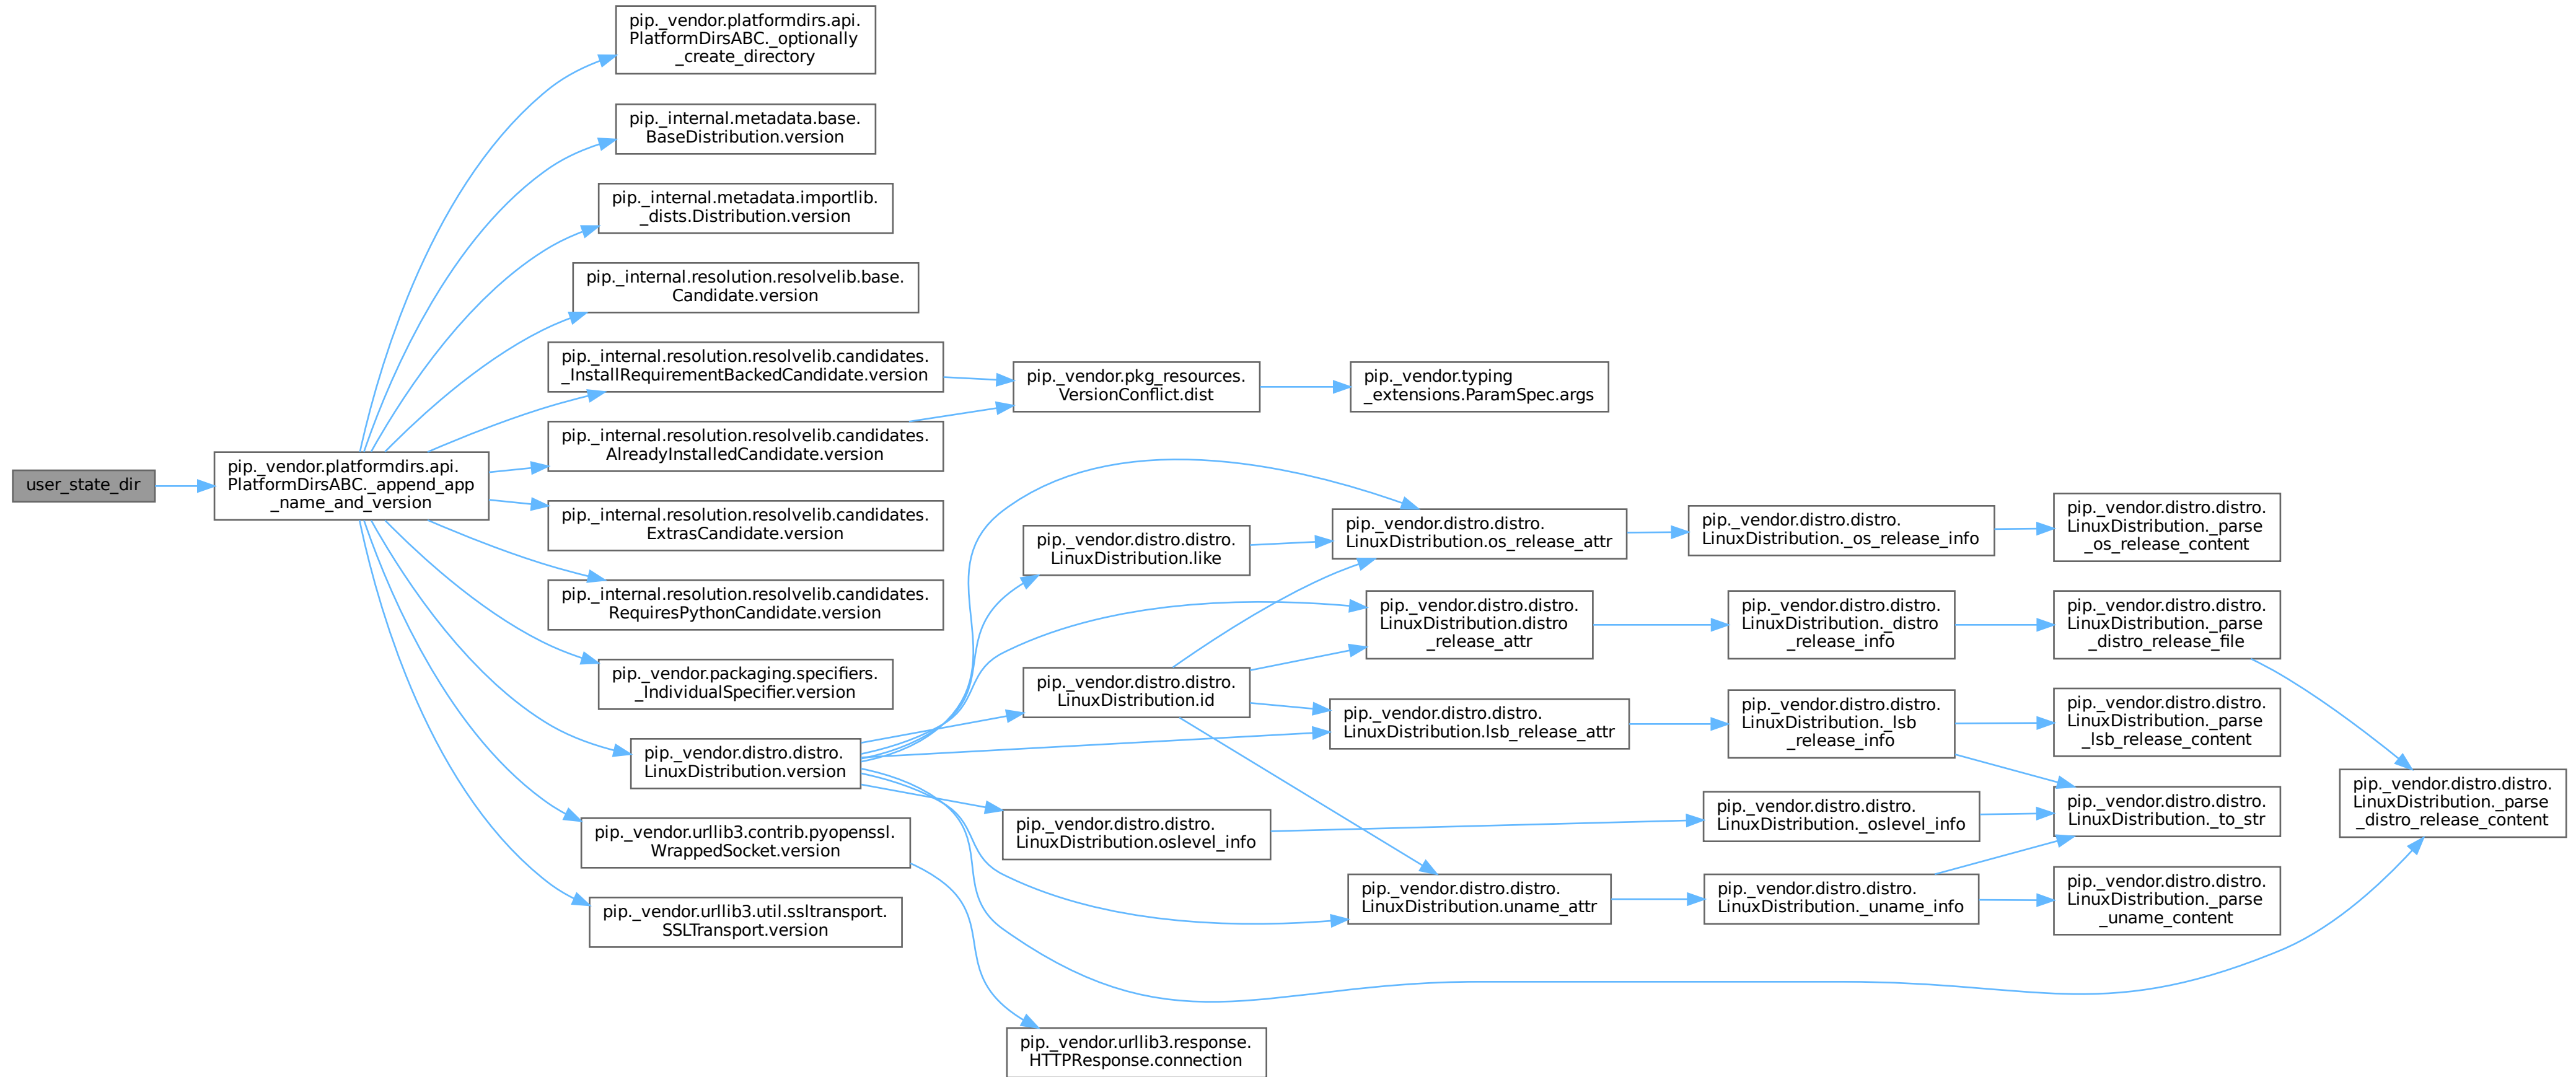 user_state_dir
pip._vendor.platformdirs.api.
PlatformDirsABC._append_app
_name_and_version
pip._vendor.platformdirs.api.
PlatformDirsABC._optionally
_create_directory
pip._internal.metadata.base.
BaseDistribution.version
pip._internal.metadata.importlib.
_dists.Distribution.version
pip._internal.resolution.resolvelib.base.
Candidate.version
pip._internal.resolution.resolvelib.candidates.
_InstallRequirementBackedCandidate.version
pip._internal.resolution.resolvelib.candidates.
AlreadyInstalledCandidate.version
pip._internal.resolution.resolvelib.candidates.
ExtrasCandidate.version
pip._internal.resolution.resolvelib.candidates.
RequiresPythonCandidate.version
pip._vendor.packaging.specifiers.
_IndividualSpecifier.version
pip._vendor.distro.distro.
LinuxDistribution.version
pip._vendor.urllib3.contrib.pyopenssl.
WrappedSocket.version
pip._vendor.urllib3.util.ssltransport.
SSLTransport.version
pip._vendor.pkg_resources.
VersionConflict.dist
pip._vendor.distro.distro.
LinuxDistribution.like
pip._vendor.distro.distro.
LinuxDistribution.id
pip._vendor.distro.distro.
LinuxDistribution.oslevel_info
pip._vendor.urllib3.response.
HTTPResponse.connection
pip._vendor.typing
_extensions.ParamSpec.args
pip._vendor.distro.distro.
LinuxDistribution.os_release_attr
pip._vendor.distro.distro.
LinuxDistribution.distro
_release_attr
pip._vendor.distro.distro.
LinuxDistribution.lsb_release_attr
pip._vendor.distro.distro.
LinuxDistribution.uname_attr
pip._vendor.distro.distro.
LinuxDistribution._os_release_info
pip._vendor.distro.distro.
LinuxDistribution._distro
_release_info
pip._vendor.distro.distro.
LinuxDistribution._lsb
_release_info
pip._vendor.distro.distro.
LinuxDistribution._oslevel_info
pip._vendor.distro.distro.
LinuxDistribution._uname_info
pip._vendor.distro.distro.
LinuxDistribution._parse
_os_release_content
pip._vendor.distro.distro.
LinuxDistribution._parse
_distro_release_file
pip._vendor.distro.distro.
LinuxDistribution._parse
_lsb_release_content
pip._vendor.distro.distro.
LinuxDistribution._to_str
pip._vendor.distro.distro.
LinuxDistribution._parse
_uname_content
pip._vendor.distro.distro.
LinuxDistribution._parse
_distro_release_content